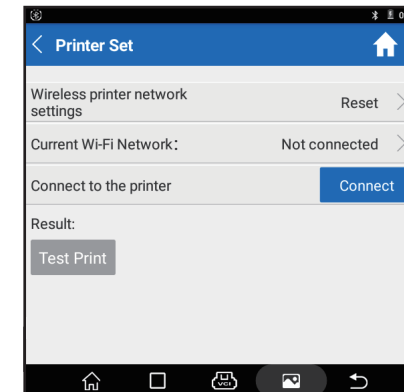 Printer Set
Wireless printer network
settings
Reset
Current Wi-Fi Network：
Not connected
Connect to the printer
Connect
Result:
Test Print
VCI